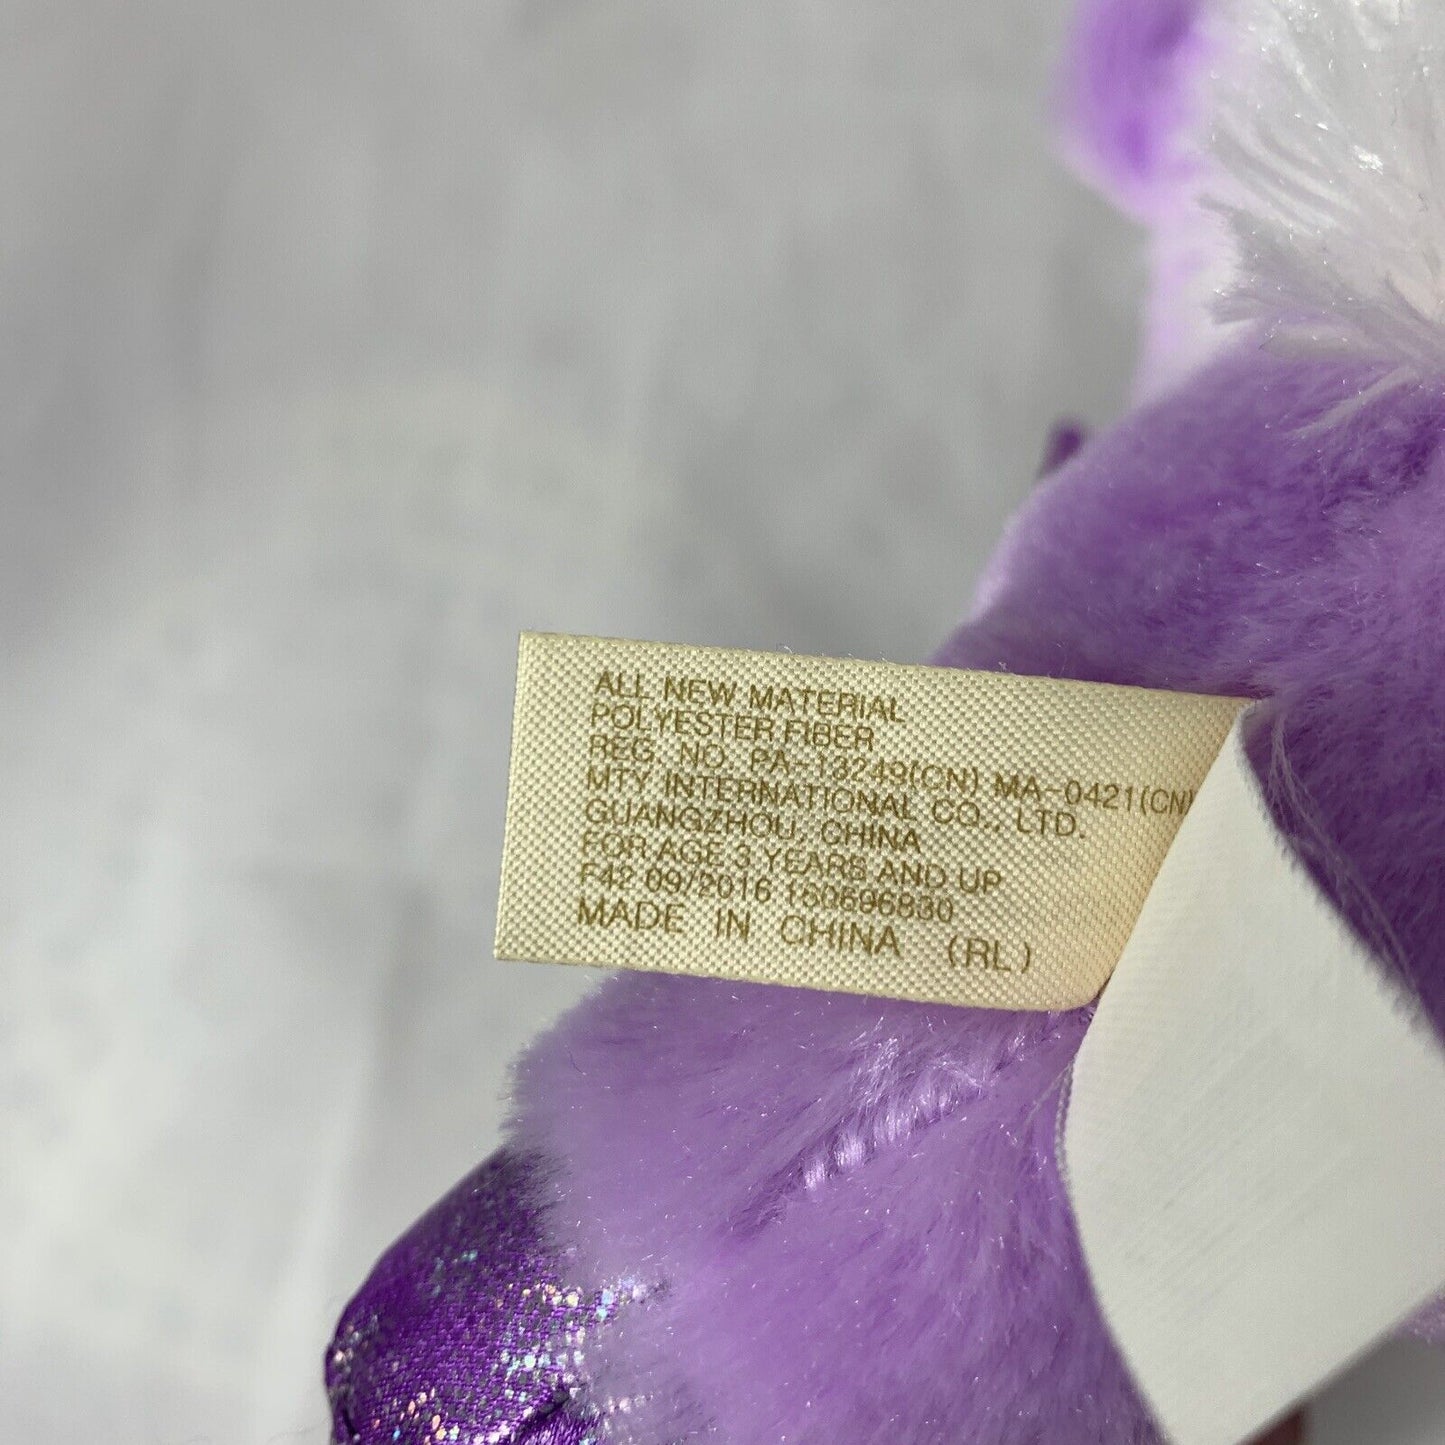 ALL NEW MATERIAL
POLYESTER FIBER
REG. NO. PA-13249(CN) MA-0421(CN)
MTY INTERNATIONAL CO., LTD.
GUANGZHOU, CHINA
FOR AGE 3 YEARS AND UP
F42 09/2016 160696830
MADE IN CHINA (RL)